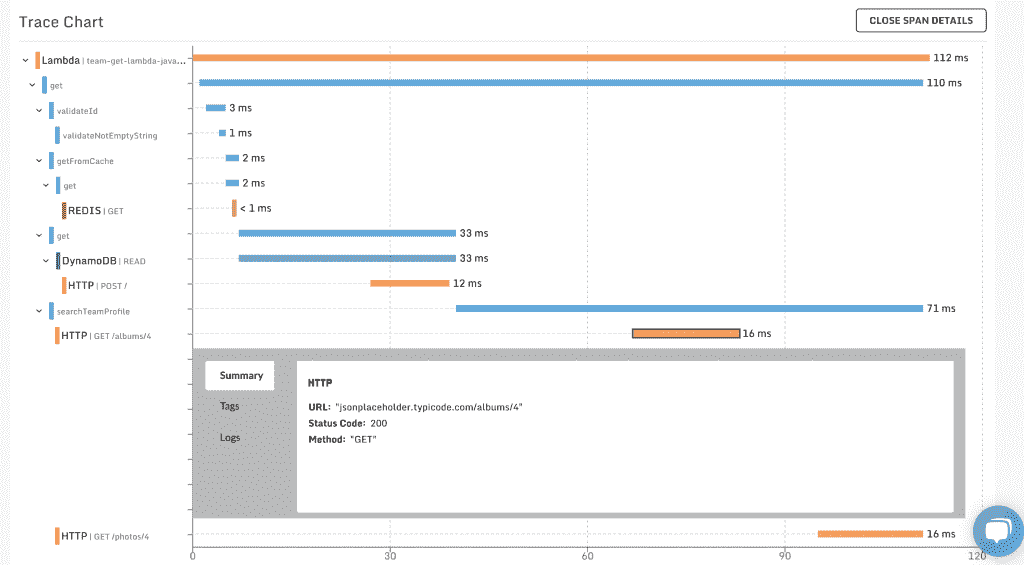 Trace Chart
CLOSE SPAN DETAILS
Lambda | team-get-lambda-java... 112 ms
get 110 ms
validateId 3 ms
validateNotEmptyString 1 ms
getFromCache 2 ms
get 2 ms
REDIS | GET < 1 ms
get 33 ms
DynamoDB | READ 33 ms
HTTP | POST / 12 ms
searchTeamProfile 71 ms
HTTP | GET /albums/4 16 ms
Summary
Tags
Logs
HTTP
URL: "jsonplaceholder.typicode.com/albums/4"
Status Code: 200
Method: "GET"
HTTP | GET /photos/4 16 ms
0 30 60 90 120